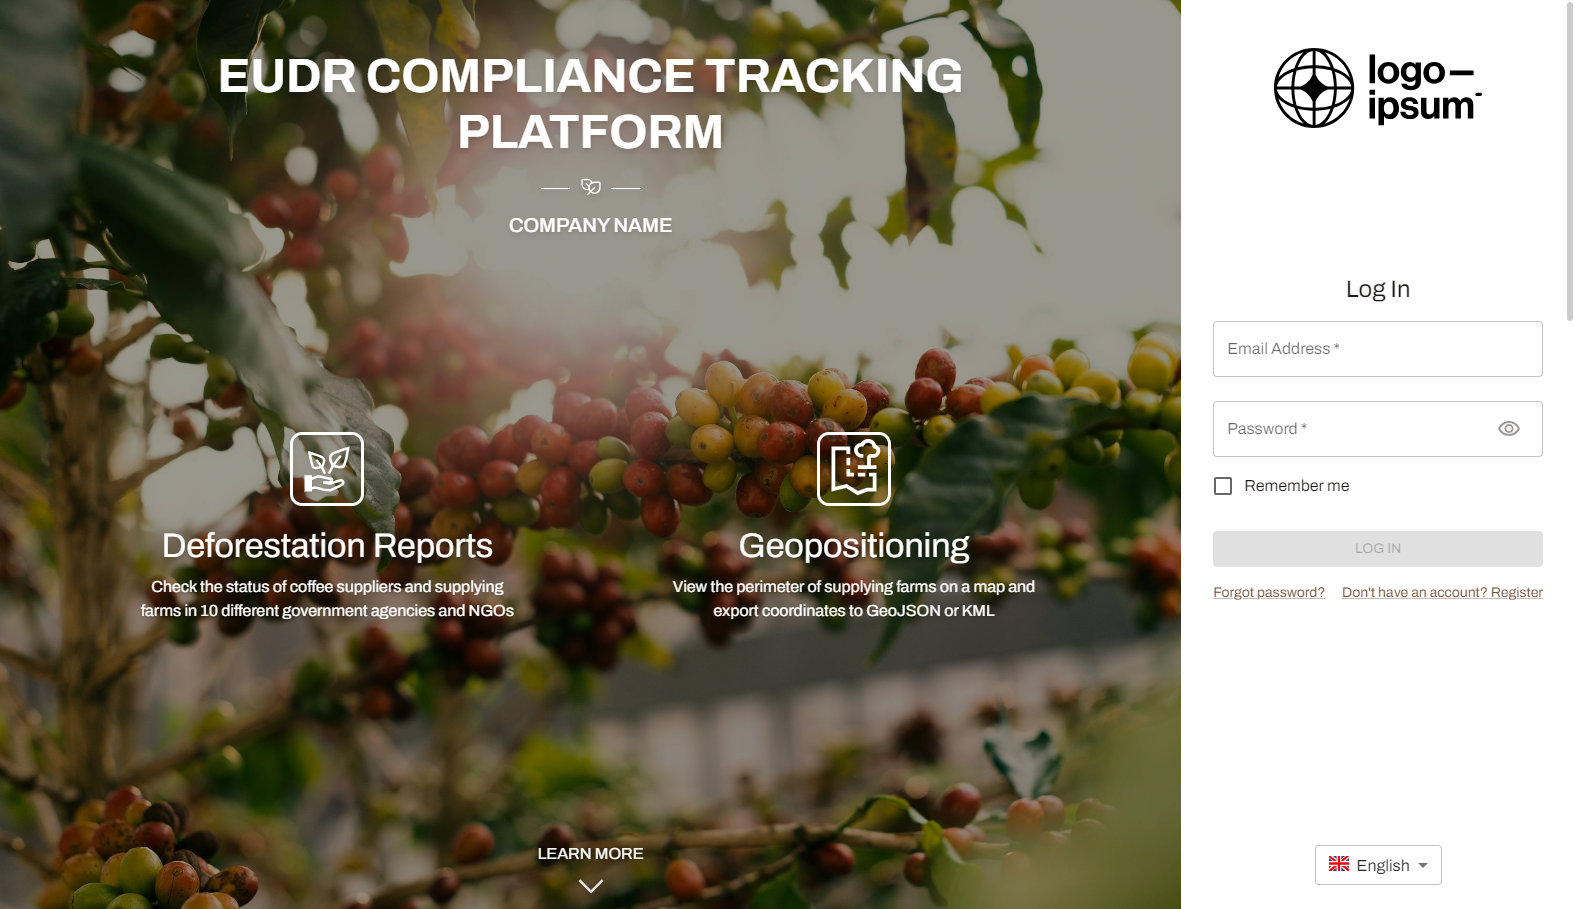 EUDR COMPLIANCE TRACKING
PLATFORM
COMPANY NAME
Deforestation Reports
Check the status of coffee suppliers and supplying
farms in 10 different government agencies and NGOs
Geopositioning
View the perimeter of supplying farms on a map and
export coordinates to GeoJSON or KML
LEARN MORE
logo
ipsum
Log In
Email Address *
Password *
Remember me
LOG IN
Forgot password?
Don't have an account? Register
English